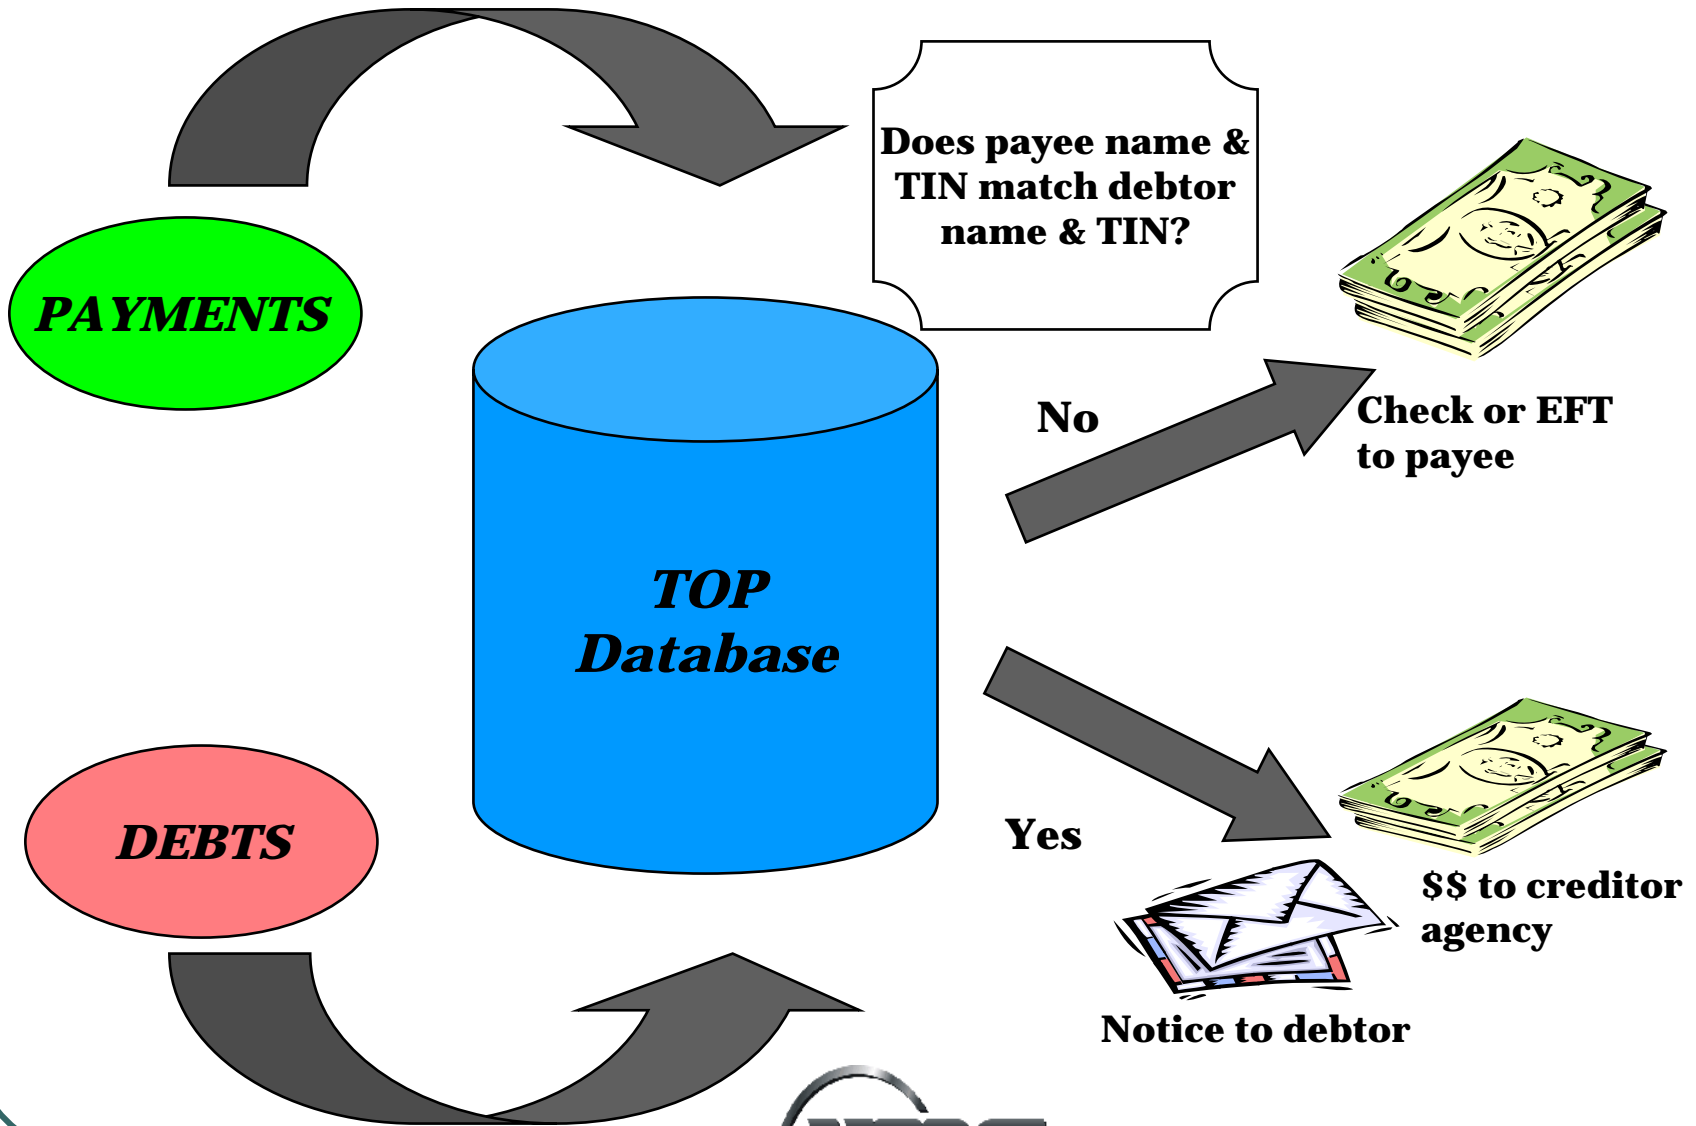 Does payee name &
TIN match debtor
name & TIN?
PAYMENTS
No
Check or EFT
to payee
TOP
Database
DEBTS
Yes
$$ to creditor
agency
Notice to debtor